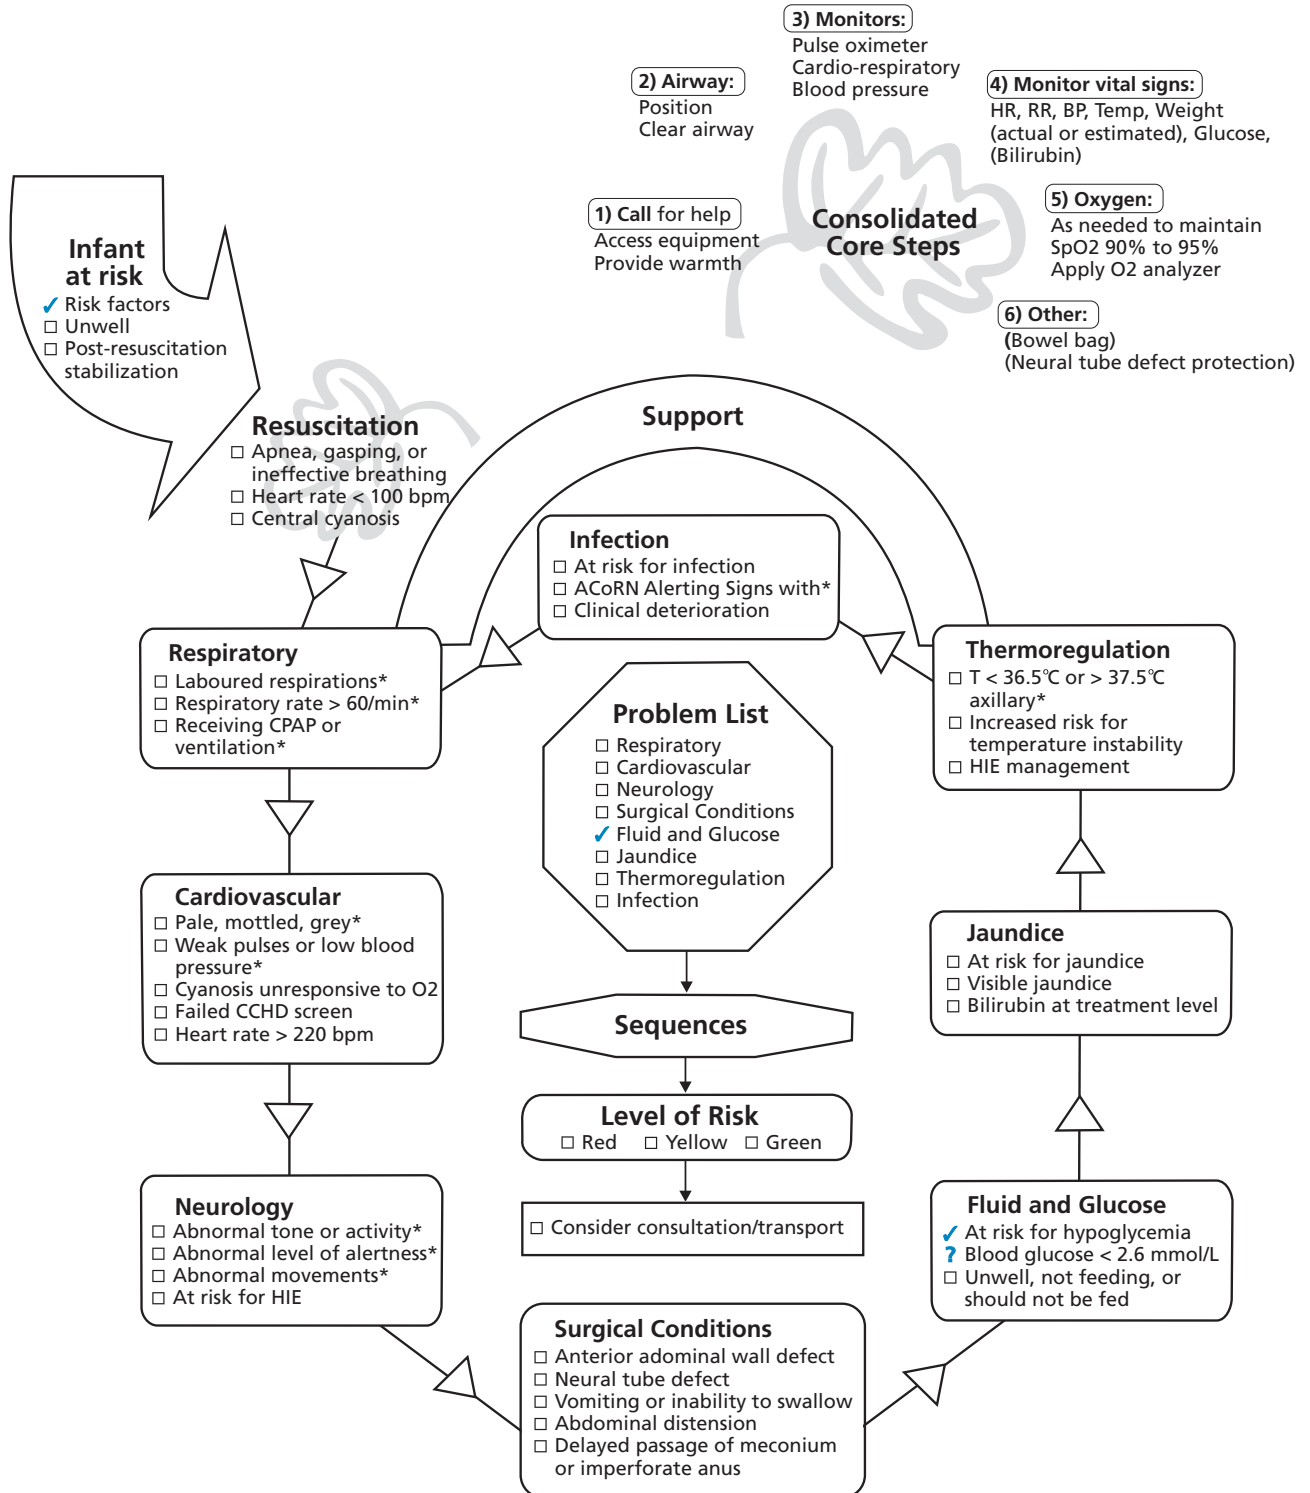 3) Monitors:
Pulse oximeter
Cardio-respiratory
Blood pressure
2) Airway:
Position
Clear airway
4) Monitor vital signs:
HR, RR, BP, Temp, Weight
(actual or estimated), Glucose,
(Bilirubin)
1) Call for help
Access equipment
Provide warmth
Consolidated
Core Steps
5) Oxygen:
As needed to maintain
SpO2 90% to 95%
Apply O2 analyzer
6) Other:
(Bowel bag)
(Neural tube defect protection)
Infant
at risk
✓ Risk factors
☐ Unwell
☐ Post-resuscitation
stabilization
Resuscitation
☐ Apnea, gasping, or
ineffective breathing
☐ Heart rate < 100 bpm
☐ Central cyanosis
Support
Infection
☐ At risk for infection
☐ ACoRN Alerting Signs with*
☐ Clinical deterioration
Respiratory
☐ Laboured respirations*
☐ Respiratory rate > 60/min*
☐ Receiving CPAP or
ventilation*
Thermoregulation
☐ T < 36.5℃ or > 37.5℃
axillary*
☐ Increased risk for
temperature instability
☐ HIE management
Problem List
☐ Respiratory
☐ Cardiovascular
☐ Neurology
☐ Surgical Conditions
✓ Fluid and Glucose
☐ Jaundice
☐ Thermoregulation
☐ Infection
Cardiovascular
☐ Pale, mottled, grey*
☐ Weak pulses or low blood
pressure*
☐ Cyanosis unresponsive to O2
☐ Failed CCHD screen
☐ Heart rate > 220 bpm
Jaundice
☐ At risk for jaundice
☐ Visible jaundice
☐ Bilirubin at treatment level
Sequences
Level of Risk
☐ Red ☐ Yellow ☐ Green
☐ Consider consultation/transport
Neurology
☐ Abnormal tone or activity*
☐ Abnormal level of alertness*
☐ Abnormal movements*
☐ At risk for HIE
Fluid and Glucose
✓ At risk for hypoglycemia
? Blood glucose < 2.6 mmol/L
☐ Unwell, not feeding, or
should not be fed
Surgical Conditions
☐ Anterior adominal wall defect
☐ Neural tube defect
☐ Vomiting or inability to swallow
☐ Abdominal distension
☐ Delayed passage of meconium
or imperforate anus